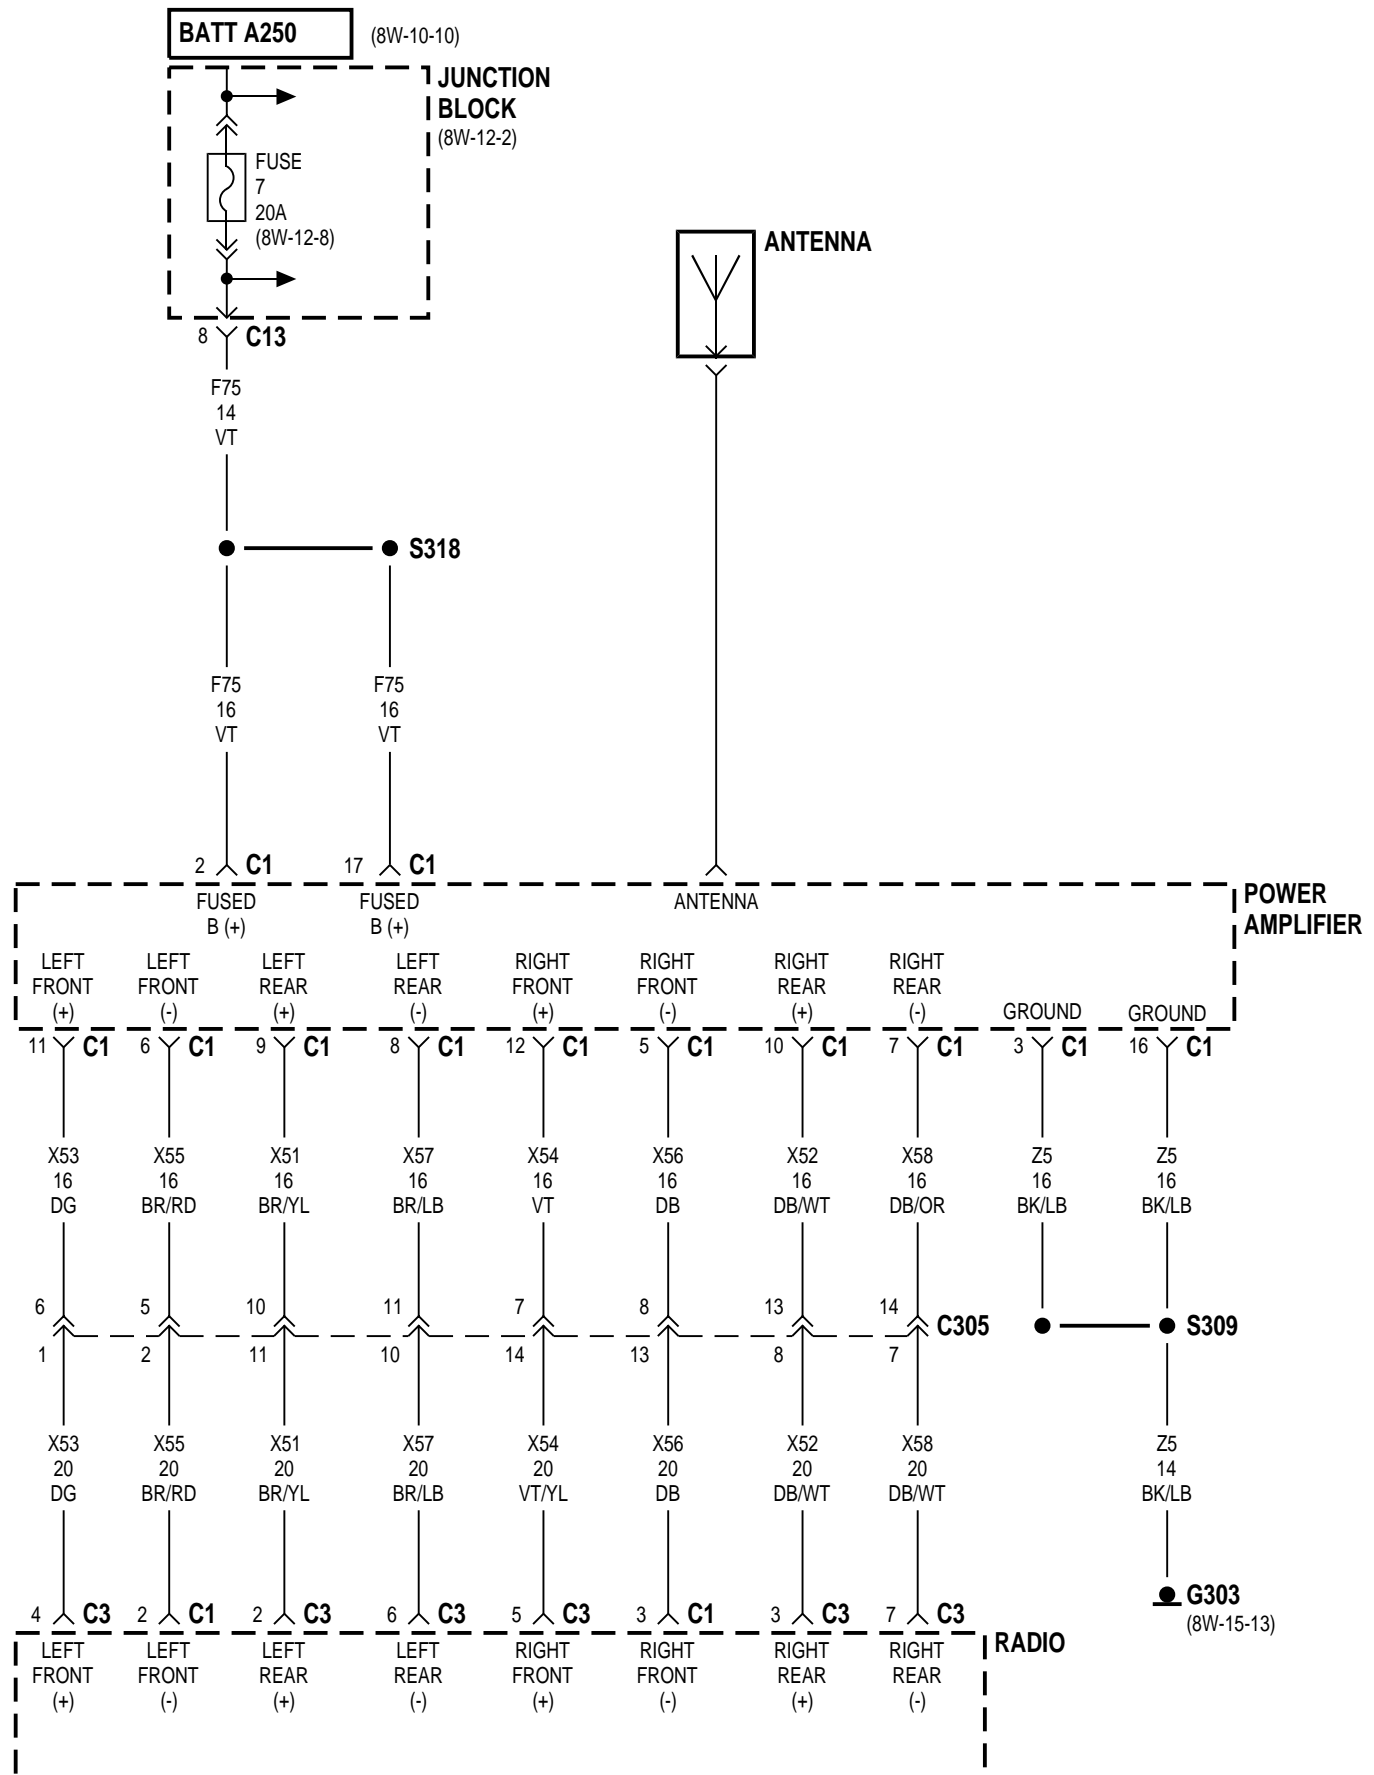 BATT A250 (8W-10-10)
JUNCTION
BLOCK
(8W-12-2)
FUSE
7
20A
(8W-12-8)
ANTENNA
8 C13
F75
14
VT
S318
F75 F75
16 16
VT VT
2 C1 17 C1
FUSED FUSED ANTENNA
B (+) B (+)
POWER
AMPLIFIER
LEFT LEFT LEFT LEFT RIGHT RIGHT RIGHT RIGHT
FRONT FRONT REAR REAR FRONT FRONT REAR REAR
(+) (-) (+) (-) (+) (-) (+) (-) GROUND GROUND
11 C1 6 C1 9 C1 8 C1 12 C1 5 C1 10 C1 7 C1 3 C1 16 C1
X53 X55 X51 X57 X54 X56 X52 X58 Z5 Z5
16 16 16 16 16 16 16 16 16 16
DG BR/RD BR/YL BR/LB VT DB DB/WT DB/OR BK/LB BK/LB
6 5 10 11 7 8 13 14
C305 S309
1 2 11 10 14 13 8 7
X53 X55 X51 X57 X54 X56 X52 X58 Z5
20 20 20 20 20 20 20 20 14
DG BR/RD BR/YL BR/LB VT/YL DB DB/WT DB/WT BK/LB
G303
(8W-15-13)
4 C3 2 C1 2 C3 6 C3 5 C3 3 C1 3 C3 7 C3
RADIO
LEFT LEFT LEFT LEFT RIGHT RIGHT RIGHT RIGHT
FRONT FRONT REAR REAR FRONT FRONT REAR REAR
(+) (-) (+) (-) (+) (-) (+) (-)